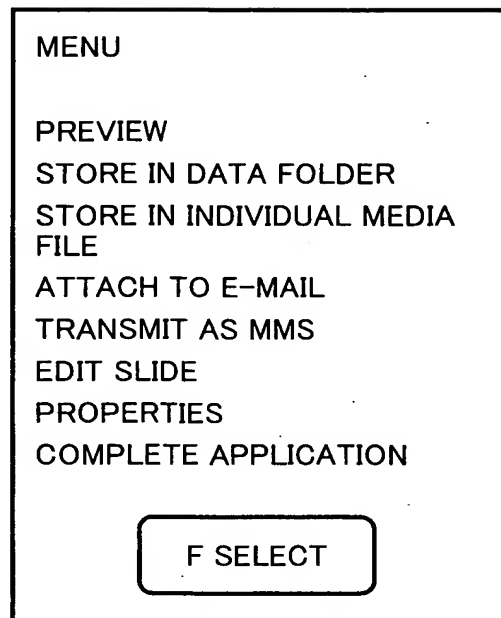 MENU
PREVIEW
STORE IN DATA FOLDER
STORE IN INDIVIDUAL MEDIA
FILE
ATTACH TO E-MAIL
TRANSMIT AS MMS
EDIT SLIDE
PROPERTIES
COMPLETE APPLICATION
F SELECT